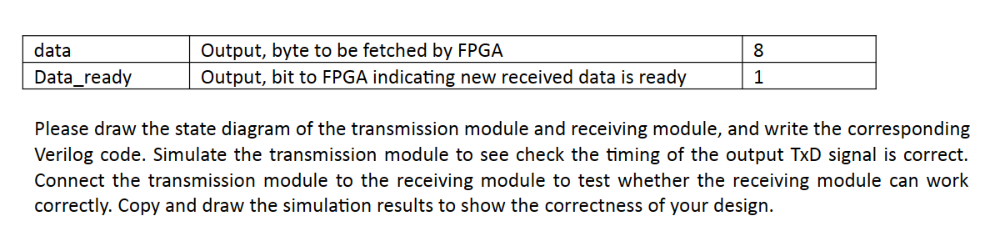 data Output, byte to be fetched by FPGA 8
Data_ready Output, bit to FPGA indicating new received data is ready 1
Please draw the state diagram of the transmission module and receiving module, and write the corresponding
Verilog code. Simulate the transmission module to see check the timing of the output TxD signal is correct.
Connect the transmission module to the receiving module to test whether the receiving module can work
correctly. Copy and draw the simulation results to show the correctness of your design.